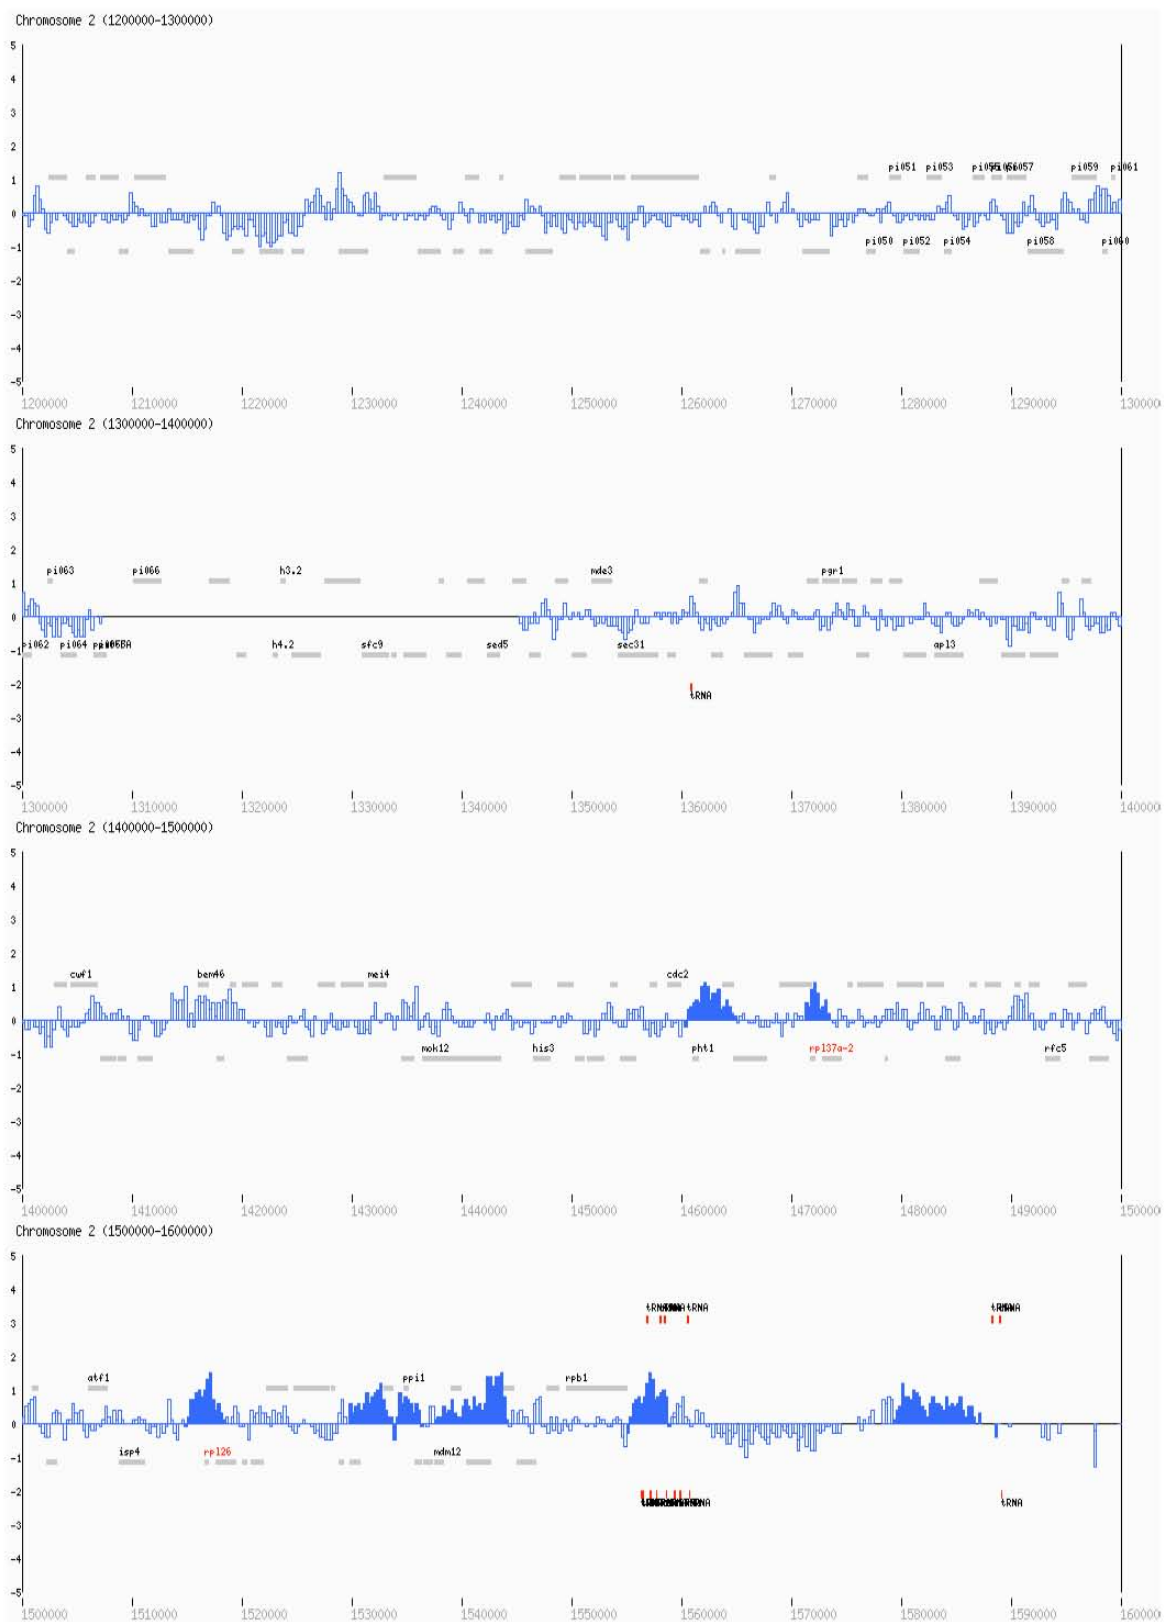 Chromosome 2 (1200000-1300000)
5
4
3
2
pi051 pi053 pi057 pi059 pi061
1
0
-1
pi050 pi052 pi054 pi058 pi060
-2
-3
-4
-5
1200000 1210000 1220000 1230000 1240000 1250000 1260000 1270000 1280000 1290000 130000
Chromosome 2 (1300000-1400000)
5
4
3
2
pi063 pi066 h3.2 mde3 pgr1
1
0
-1
pi062 pi064 h4.2 sfc9 sed5 sec31 apl3
-2
tRNA
-3
-4
-5
1300000 1310000 1320000 1330000 1340000 1350000 1360000 1370000 1380000 1390000 140000
Chromosome 2 (1400000-1500000)
5
4
3
2
cwf1 bem46 mei4 cdc2
1
0
-1
mok12 his3 pht1 rpl37a-2 rfc5
-2
-3
-4
-5
1400000 1410000 1420000 1430000 1440000 1450000 1460000 1470000 1480000 1490000 150000
Chromosome 2 (1500000-1600000)
5
4
tRNA tRNA
3
2
atf1 ppi1 rpb1
1
0
-1
isp4 rpl26 mdm12
-2
tRNA tRNA
-3
-4
-5
1500000 1510000 1520000 1530000 1540000 1550000 1560000 1570000 1580000 1590000 160000